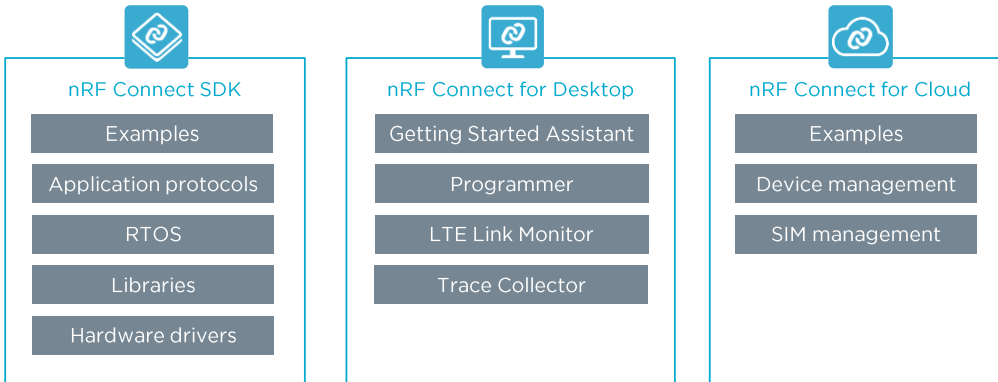 nRF Connect SDK
Examples
Application protocols
RTOS
Libraries
Hardware drivers
nRF Connect for Desktop
Getting Started Assistant
Programmer
LTE Link Monitor
Trace Collector
nRF Connect for Cloud
Examples
Device management
SIM management